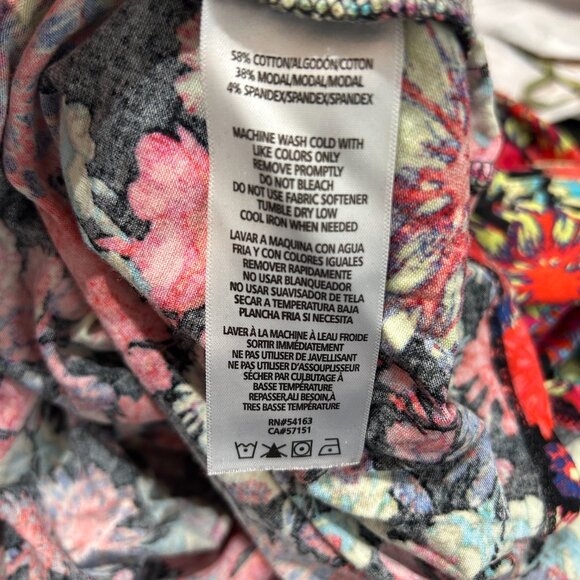 58% COTTON/ALGODÓN/COTON
38% MODAL/MODAL/MODAL
4% SPANDEX/SPANDEX/SPANDEX
MACHINE WASH COLD WITH
LIKE COLORS ONLY
REMOVE PROMPTLY
DO NOT BLEACH
DO NOT USE FABRIC SOFTENER
TUMBLE DRY LOW
COOL IRON WHEN NEEDED
LAVAR A MAQUINA CON AGUA
FRIA Y CON COLORES IGUALES
REMOVER RAPIDAMENTE
NO USAR BLANQUEADOR
NO USAR SUAVISADOR DE TELA
SECAR A TEMPERATURA BAJA
PLANCHA FRIA SI NECESITA
LAVER À LA MACHINE À LEAU FROIDE
SORTIR IMMÉDIATEMENT
NE PAS UTILISER DE JAVELLISANT
NE PAS UTILISER D'ASSOUPLISSEUR
SÉCHER PAR CULBUTAGE À
BASSE TEMPÉRATURE
REPASSER,AU BESOIN,À
TRES BASSE TEMPÉRATURE
RN#54163
CA#57151